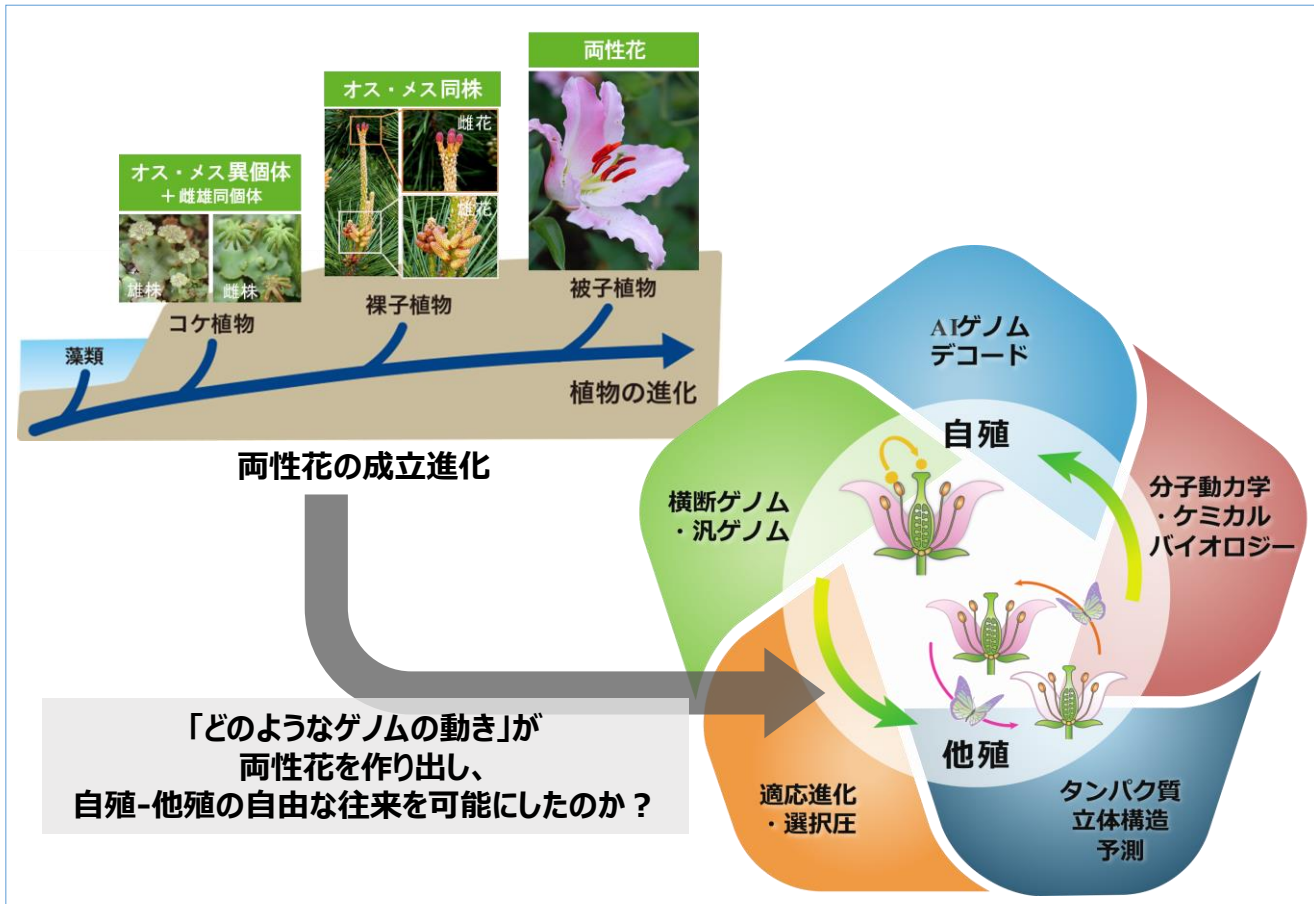 両性花
オス・メス同株
雌花
雄花
オス・メス異個体
＋雌雄同個体
雄株
雌株
藻類
コケ植物
裸子植物
被子植物
植物の進化
両性花の成立進化
「どのようなゲノムの動き」が
両性花を作り出し、
自殖-他殖の自由な往来を可能にしたのか？
AIゲノム
デコード
横断ゲノム
・汎ゲノム
自殖
分子動力学
・ケミカル
バイオロジー
他殖
適応進化
・選択圧
タンパク質
立体構造
予測